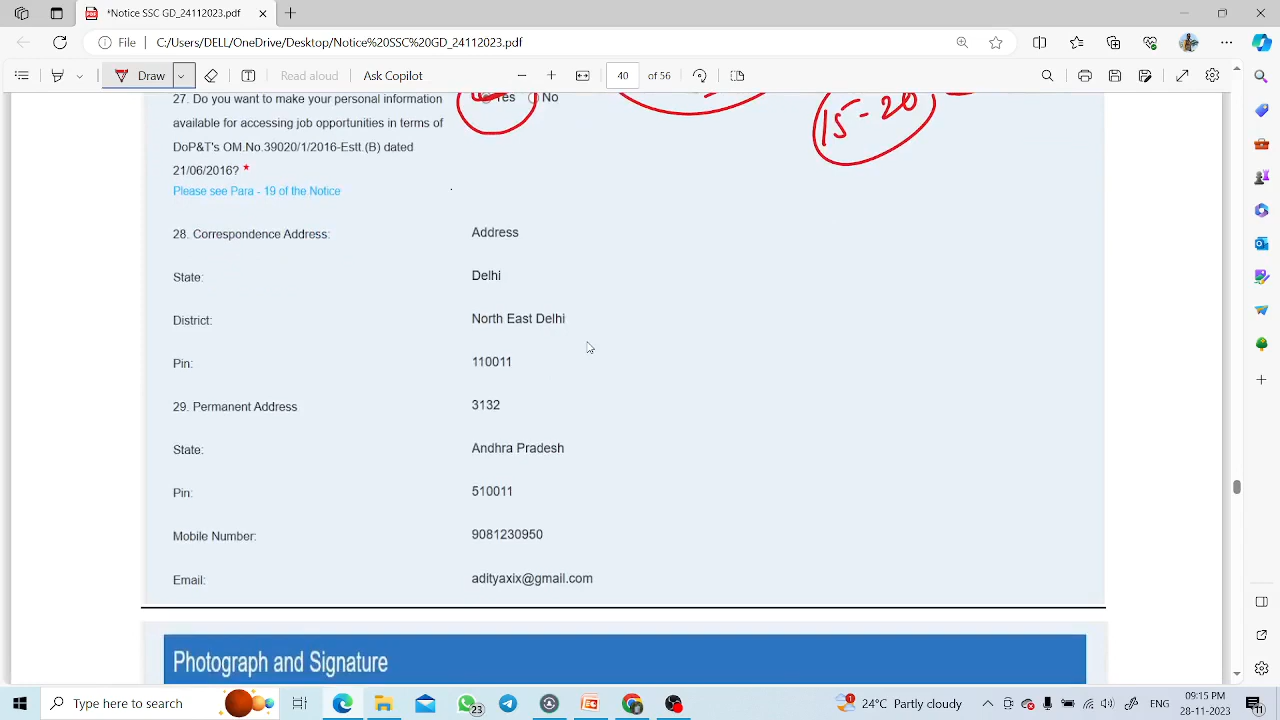 *Notice SSC GD_2411202023.pdf
File
C:/Users/DELL/Desktop/Notice%20SSC%20GD_24112023.pdf
Draw
Read aloud
Ask Copilot
40
of 56
27. Do you want to make your personal information
Yes
No
available for accessing job opportunities in terms of
DoP&T's OM.No.39020/1/2016-Estt.(B) dated
21/06/2016? *
15-20
Please see Para - 19 of the Notice
28. Correspondence Address:
Address
State:
Delhi
District:
North East Delhi
Pin:
110011
29. Permanent Address
3132
State:
Andhra Pradesh
Pin:
510011
Mobile Number:
9081230950
Email:
adityaxix@gmail.com
Photograph and Signature
Type here to search
23
1
24°C Partly cloudy
09:15 PM
28-11-2023
11